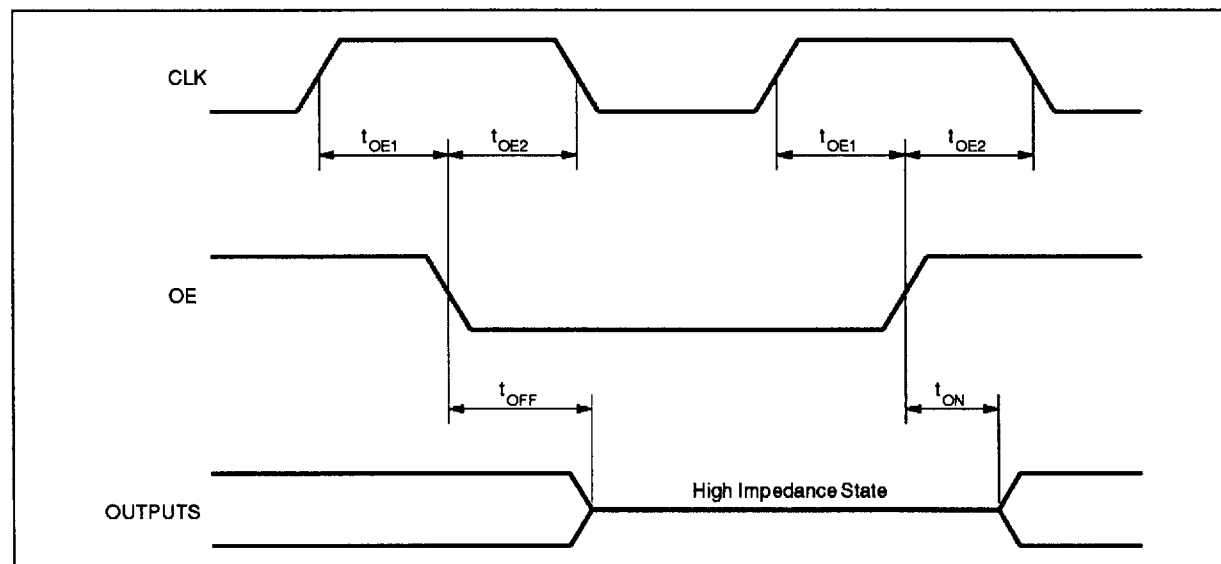 CLK
tOE1
tOE2
tOE1
tOE2
OE
tOFF
tON
High Impedance State
OUTPUTS